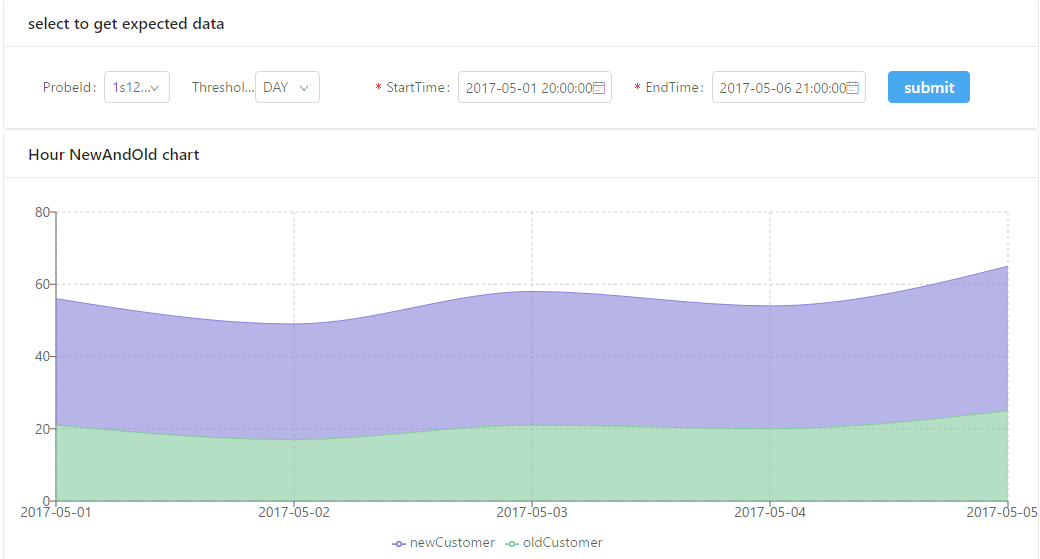 select to get expected data
ProbeId: 1s12... Threshol... DAY * StartTime: 2017-05-01 20:00:00 * EndTime: 2017-05-06 21:00:00 submit
Hour NewAndOld chart
80
60
40
20
0
2017-05-01 2017-05-02 2017-05-03 2017-05-04 2017-05-05
newCustomer oldCustomer